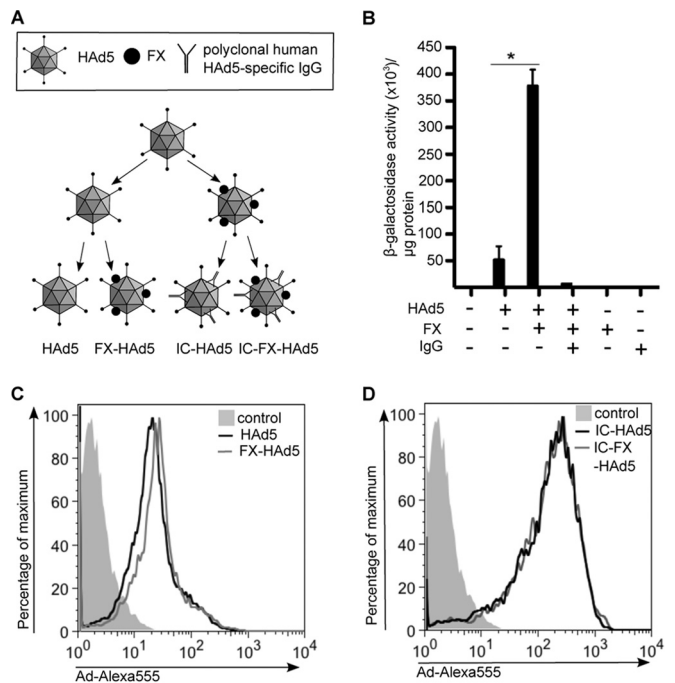 A
HAd5
FX
polyclonal human
HAd5-specific IgG
HAd5 FX-HAd5 IC-HAd5 IC-FX-HAd5
B
β-galactosidase activity (x10³)/
µg protein
450
400
350
300
250
200
150
100
50
*
HAd5 - + + + - -
FX - - + + + -
IgG - - - + - +
C
Percentage of maximum
100
80
60
40
20
0
control
HAd5
FX-HAd5
10⁰ 10¹ 10² 10³ 10⁴
Ad-Alexa555
D
Percentage of maximum
100
80
60
40
20
0
control
IC-HAd5
IC-FX
-HAd5
10⁰ 10¹ 10² 10³ 10⁴
Ad-Alexa555